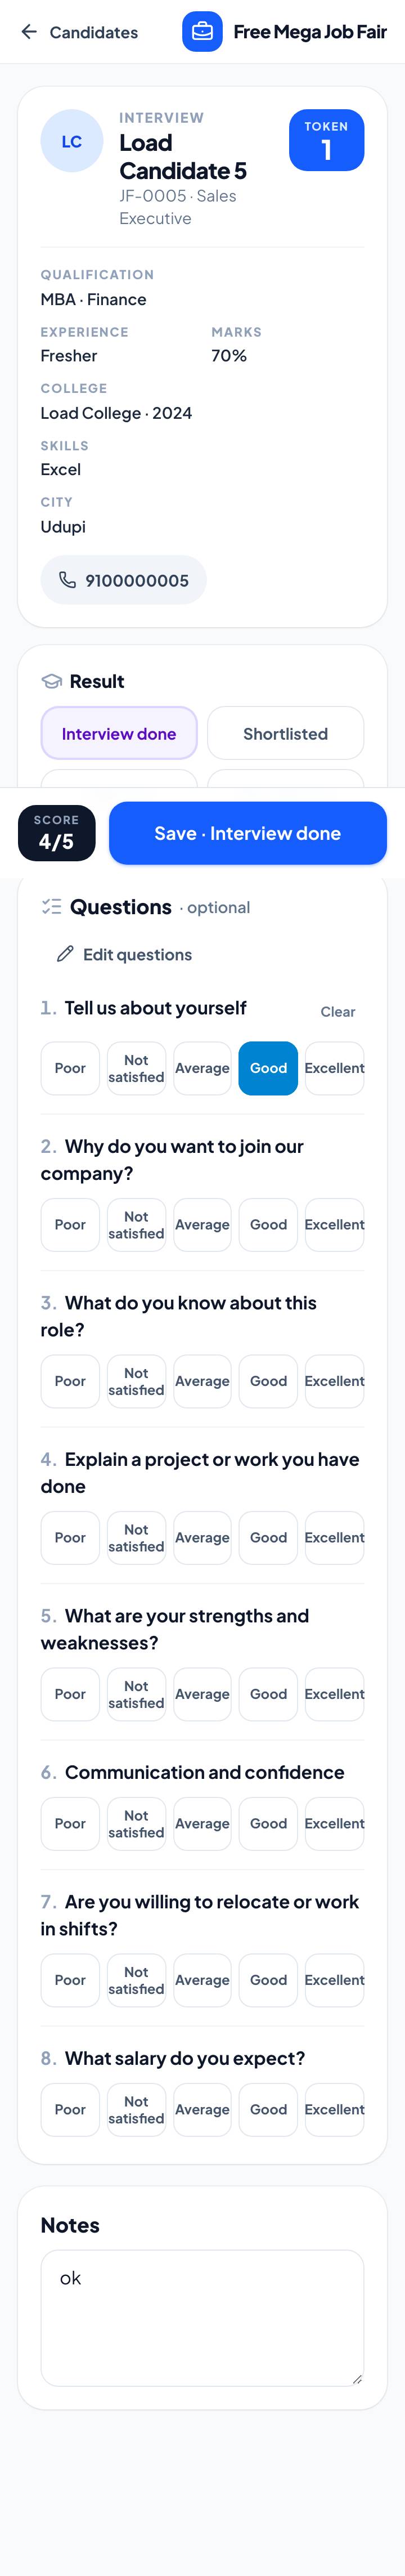 Candidates
Free Mega Job Fair
LC
INTERVIEW
Load
Candidate 5
JF-0005 · Sales
Executive
TOKEN
1
QUALIFICATION
MBA · Finance
EXPERIENCE
Fresher
MARKS
70%
COLLEGE
Load College · 2024
SKILLS
Excel
CITY
Udupi
9100000005
Result
Interview done
Shortlisted
SCORE
4/5
Save · Interview done
Questions · optional
Edit questions
1. Tell us about yourself
Clear
Poor
Not
satisfied
Average
Good
Excellent
2. Why do you want to join our
company?
Poor
Not
satisfied
Average
Good
Excellent
3. What do you know about this
role?
Poor
Not
satisfied
Average
Good
Excellent
4. Explain a project or work you have
done
Poor
Not
satisfied
Average
Good
Excellent
5. What are your strengths and
weaknesses?
Poor
Not
satisfied
Average
Good
Excellent
6. Communication and confidence
Poor
Not
satisfied
Average
Good
Excellent
7. Are you willing to relocate or work
in shifts?
Poor
Not
satisfied
Average
Good
Excellent
8. What salary do you expect?
Poor
Not
satisfied
Average
Good
Excellent
Notes
ok